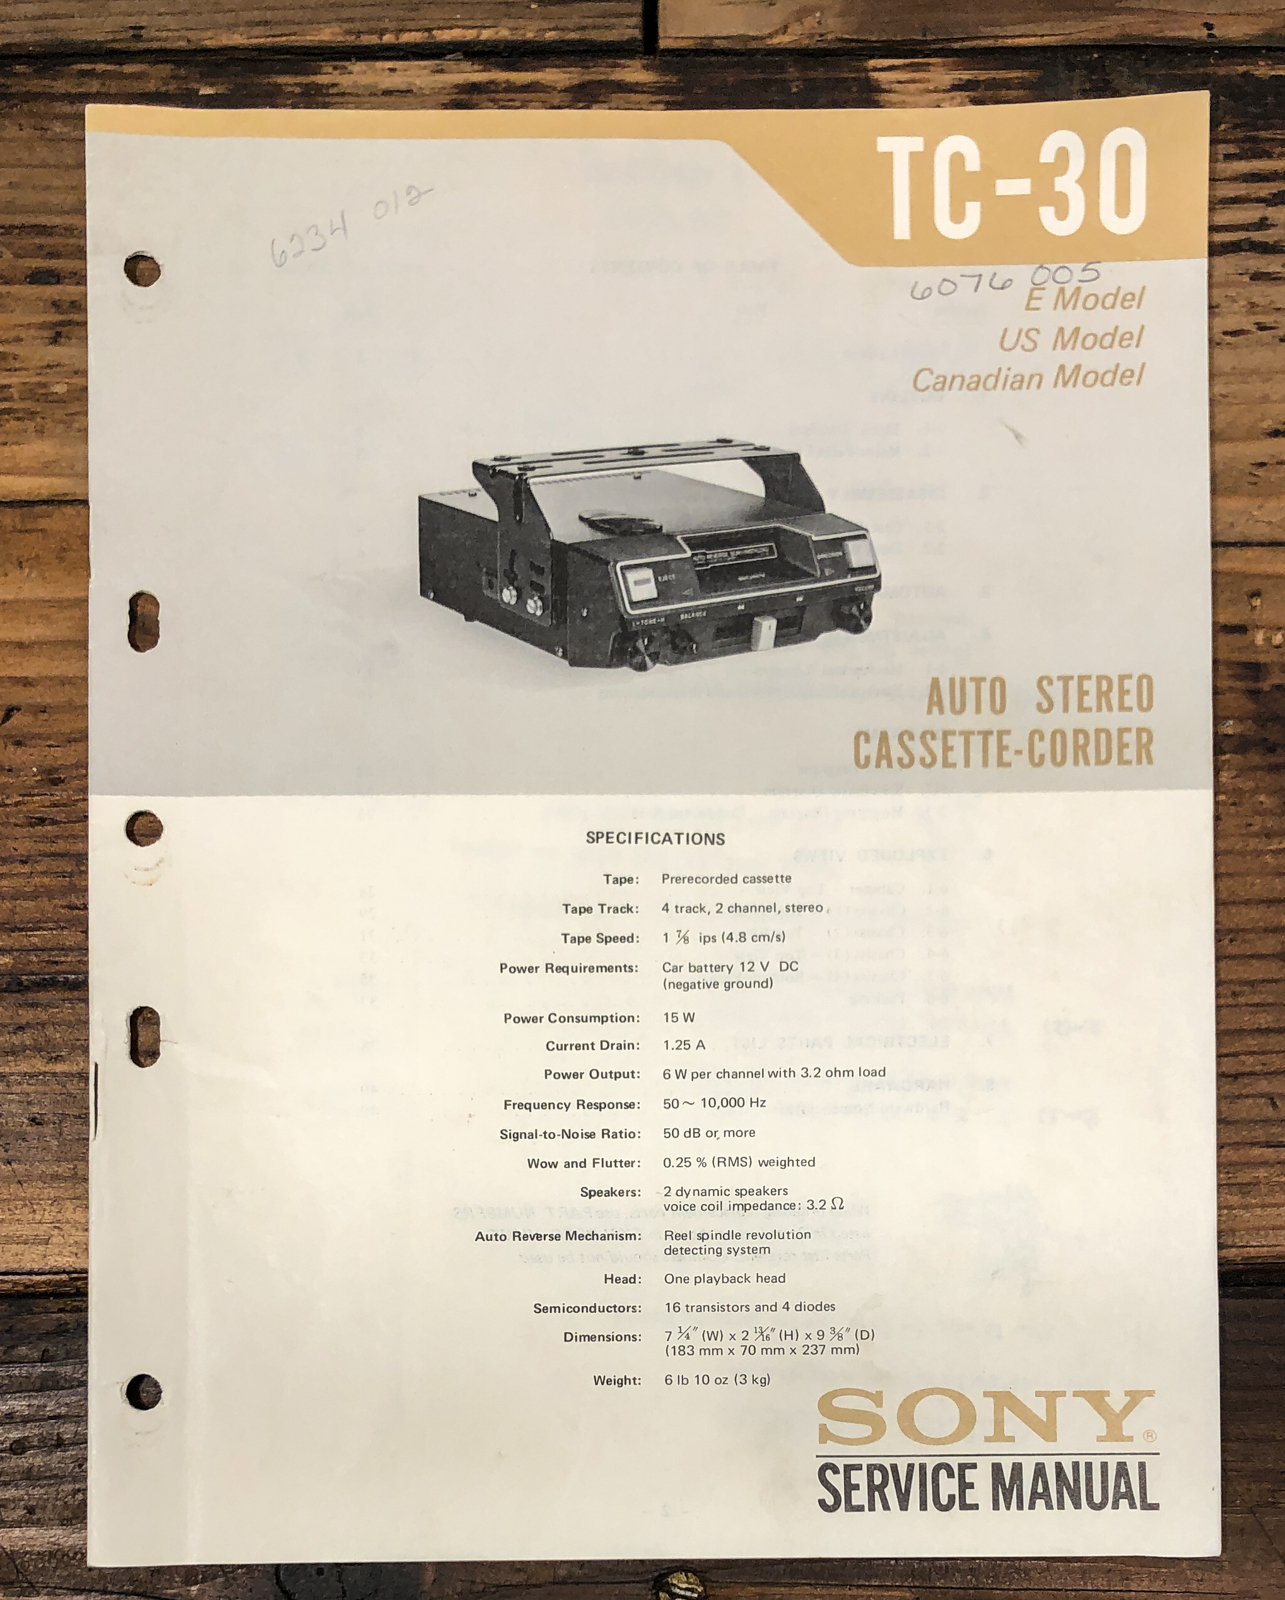 TC-30
6234 012
6076 005
E Model
US Model
Canadian Model
EJECT
L-TONE-H
BALANCE
AUTO STEREO
CASSETTE-CORDER
SPECIFICATIONS
Tape: Prerecorded cassette
Tape Track: 4 track, 2 channel, stereo
Tape Speed: 1 7/8 ips (4.8 cm/s)
Power Requirements: Car battery 12 V DC
(negative ground)
Power Consumption: 15 W
Current Drain: 1.25 A
Power Output: 6 W per channel with 3.2 ohm load
Frequency Response: 50 ~ 10,000 Hz
Signal-to-Noise Ratio: 50 dB or more
Wow and Flutter: 0.25 % (RMS) weighted
Speakers: 2 dynamic speakers
voice coil impedance: 3.2 Ω
Auto Reverse Mechanism: Reel spindle revolution
detecting system
Head: One playback head
Semiconductors: 16 transistors and 4 diodes
Dimensions: 7 1/4" (W) x 2 13/16" (H) x 9 3/8" (D)
(183 mm x 70 mm x 237 mm)
Weight: 6 lb 10 oz (3 kg)
SONY®
SERVICE MANUAL